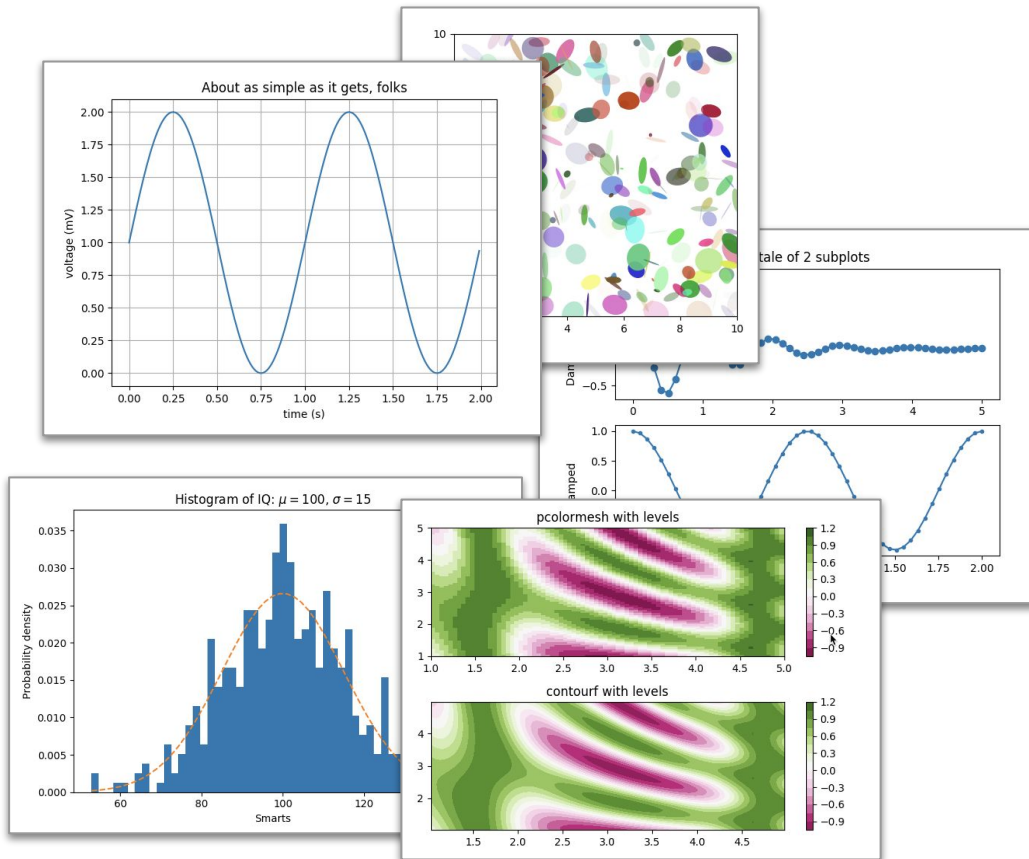 10
4 6 8 10
About as simple as it gets, folks
2.00
1.75
1.50
1.25
1.00
0.75
0.50
0.25
0.00
voltage (mV)
0.00 0.25 0.50 0.75 1.00 1.25 1.50 1.75 2.00
time (s)
tale of 2 subplots
−0.5
0 1 2 3 4 5
1.0
0.5
0.0
1.50 1.75 2.00
Histogram of IQ: μ = 100, σ = 15
0.035
0.030
0.025
0.020
0.015
0.010
0.005
0.000
Probability density
60 80 100 120
Smarts
pcolormesh with levels
5
4
3
2
1
1.0 1.5 2.0 2.5 3.0 3.5 4.0 4.5 5.0
1.2
0.9
0.6
0.3
0.0
−0.3
−0.6
−0.9
contourf with levels
4
3
2
1.5 2.0 2.5 3.0 3.5 4.0 4.5
1.2
0.9
0.6
0.3
0.0
−0.3
−0.6
−0.9